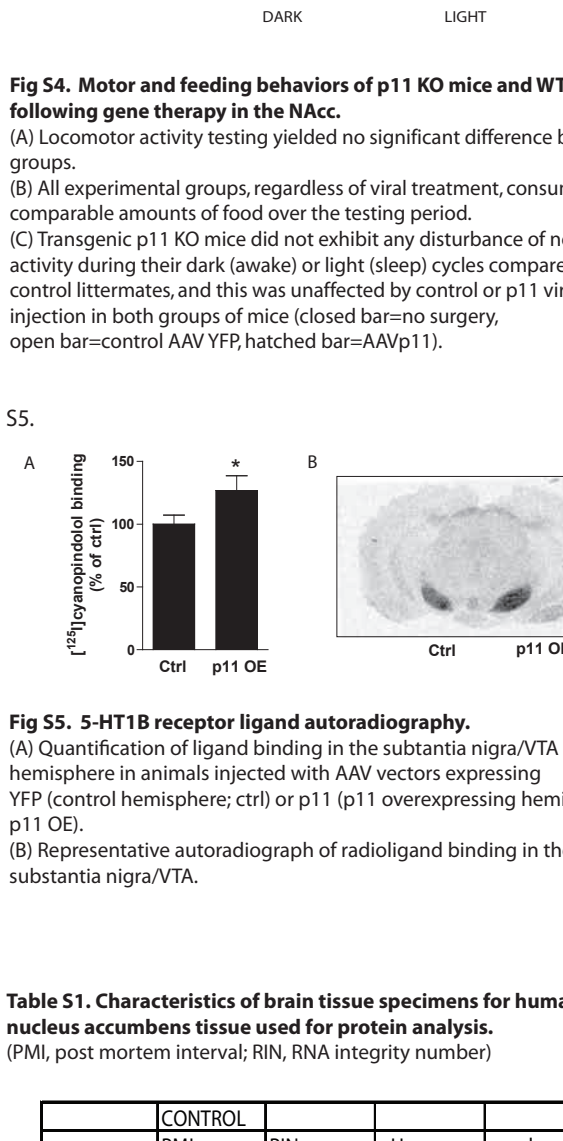 DARK LIGHT
Fig S4. Motor and feeding behaviors of p11 KO mice and WT
following gene therapy in the NAcc.
(A) Locomotor activity testing yielded no significant difference b
groups.
(B) All experimental groups, regardless of viral treatment, consu
comparable amounts of food over the testing period.
(C) Transgenic p11 KO mice did not exhibit any disturbance of n
activity during their dark (awake) or light (sleep) cycles compare
control littermates, and this was unaffected by control or p11 vi
injection in both groups of mice (closed bar=no surgery,
open bar=control AAV YFP, hatched bar=AAVp11).
S5.
A
[125I]cyanopindolol binding
(% of ctrl)
150
100
50
0
*
Ctrl p11 OE
B
Ctrl p11 O
Fig S5. 5-HT1B receptor ligand autoradiography.
(A) Quantification of ligand binding in the subtantia nigra/VTA
hemisphere in animals injected with AAV vectors expressing
YFP (control hemisphere; ctrl) or p11 (p11 overexpressing hemi
p11 OE).
(B) Representative autoradiograph of radioligand binding in th
substantia nigra/VTA.
Table S1. Characteristics of brain tissue specimens for huma
nucleus accumbens tissue used for protein analysis.
(PMI, post mortem interval; RIN, RNA integrity number)
CONTROL